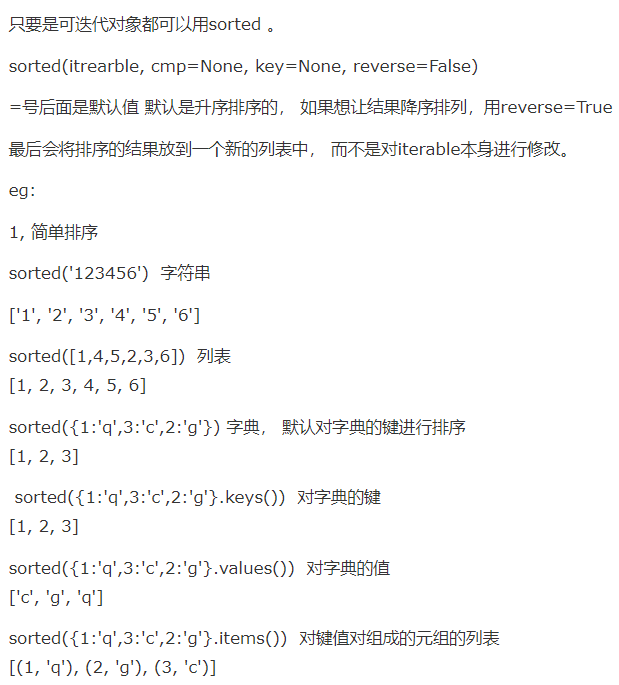 只要是可迭代对象都可以用sorted 。
sorted(itrearble, cmp=None, key=None, reverse=False)
=号后面是默认值 默认是升序排序的， 如果想让结果降序排列，用reverse=True
最后会将排序的结果放到一个新的列表中， 而不是对iterable本身进行修改。
eg:
1, 简单排序
sorted('123456')  字符串
['1', '2', '3', '4', '5', '6']
sorted([1,4,5,2,3,6])  列表
[1, 2, 3, 4, 5, 6]
sorted({1:'q',3:'c',2:'g'}) 字典， 默认对字典的键进行排序
[1, 2, 3]
sorted({1:'q',3:'c',2:'g'}.keys())  对字典的键
[1, 2, 3]
sorted({1:'q',3:'c',2:'g'}.values())  对字典的值
['c', 'g', 'q']
sorted({1:'q',3:'c',2:'g'}.items())  对键值对组成的元组的列表
[(1, 'q'), (2, 'g'), (3, 'c')]